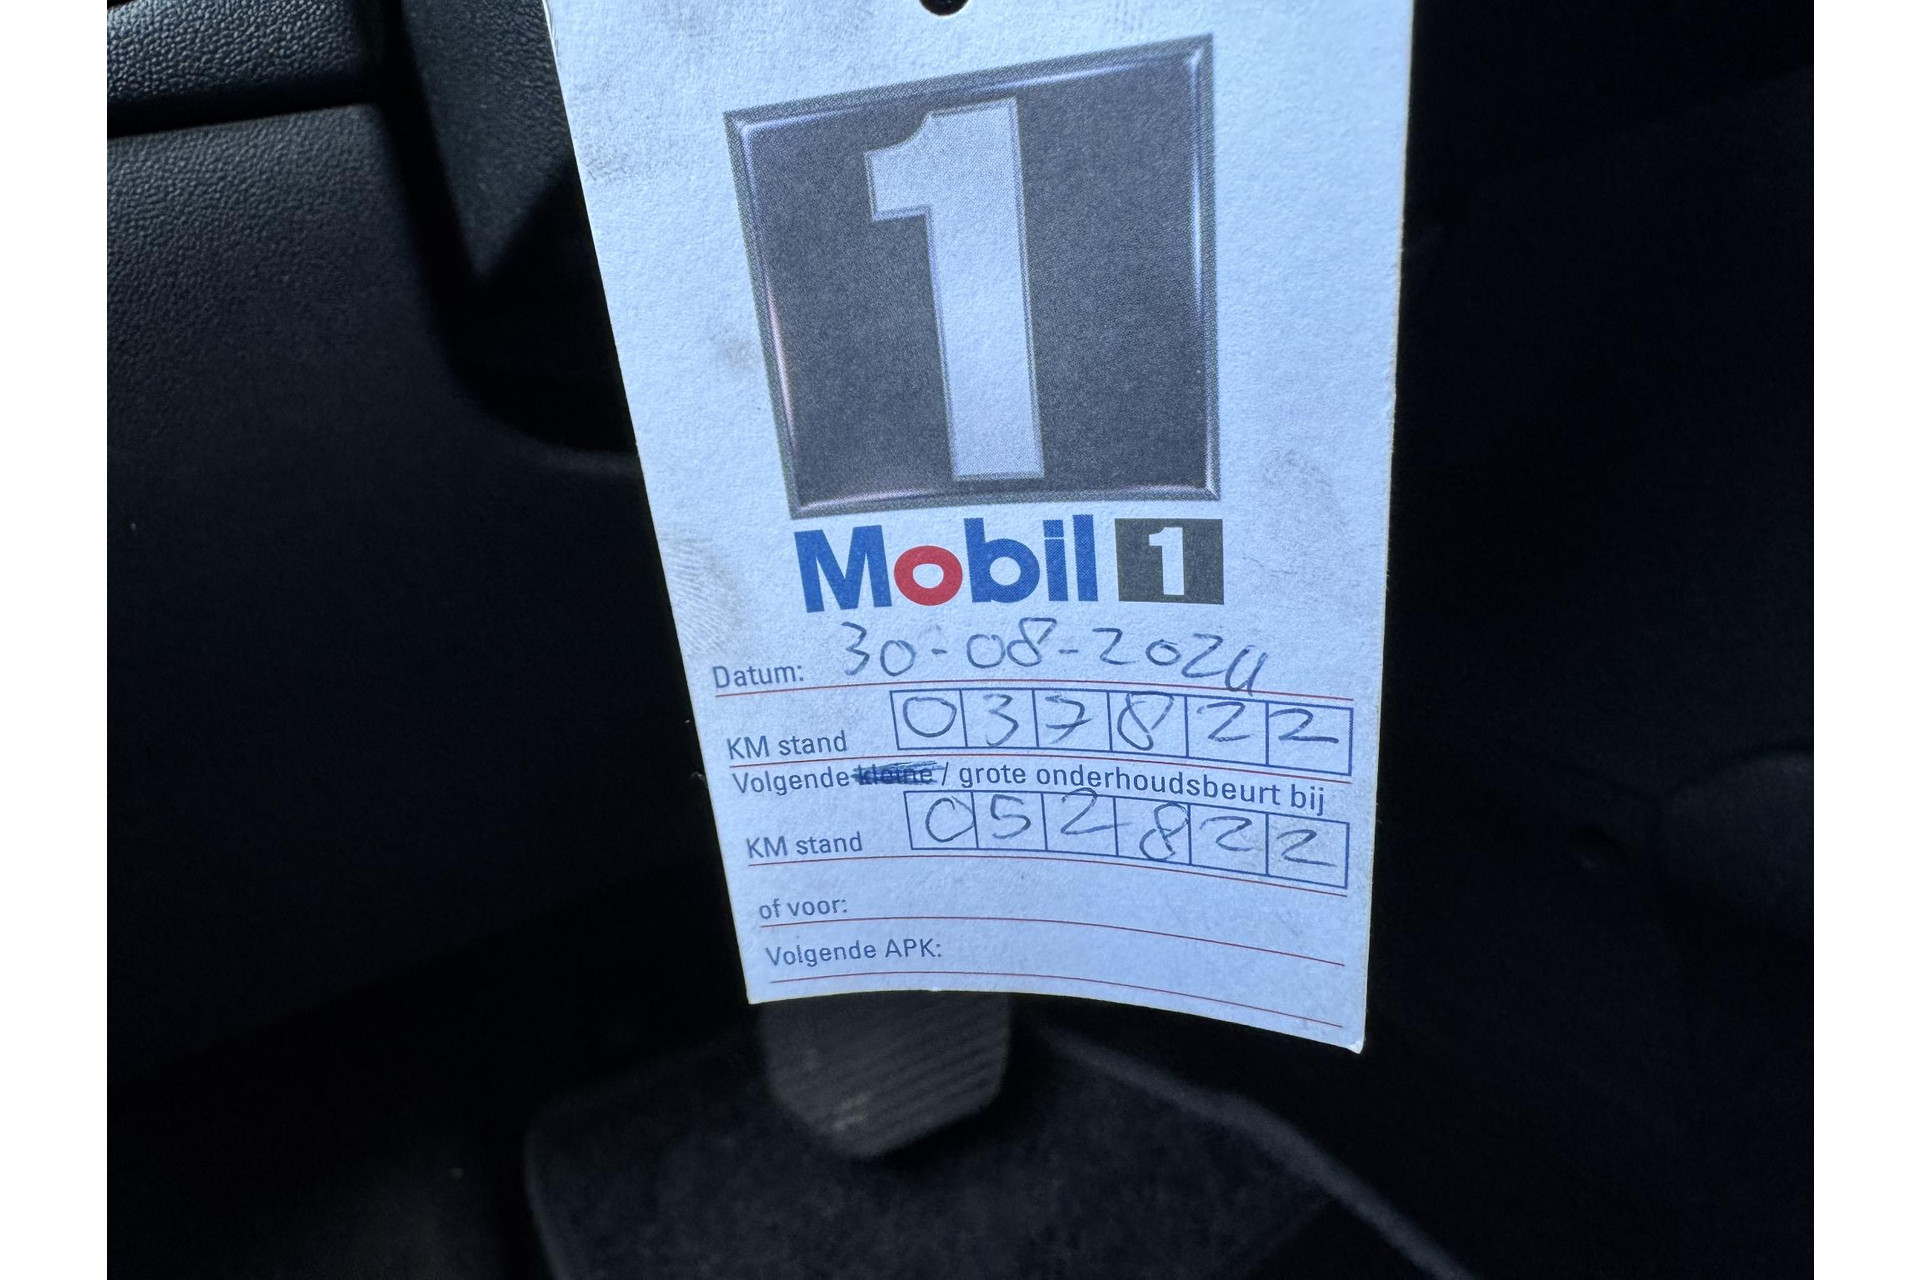 1
Mobil 1
Datum: 30-08-2024
KM stand 037822
Volgende kleine / grote onderhoudsbeurt bij
KM stand 052822
of voor:
Volgende APK: